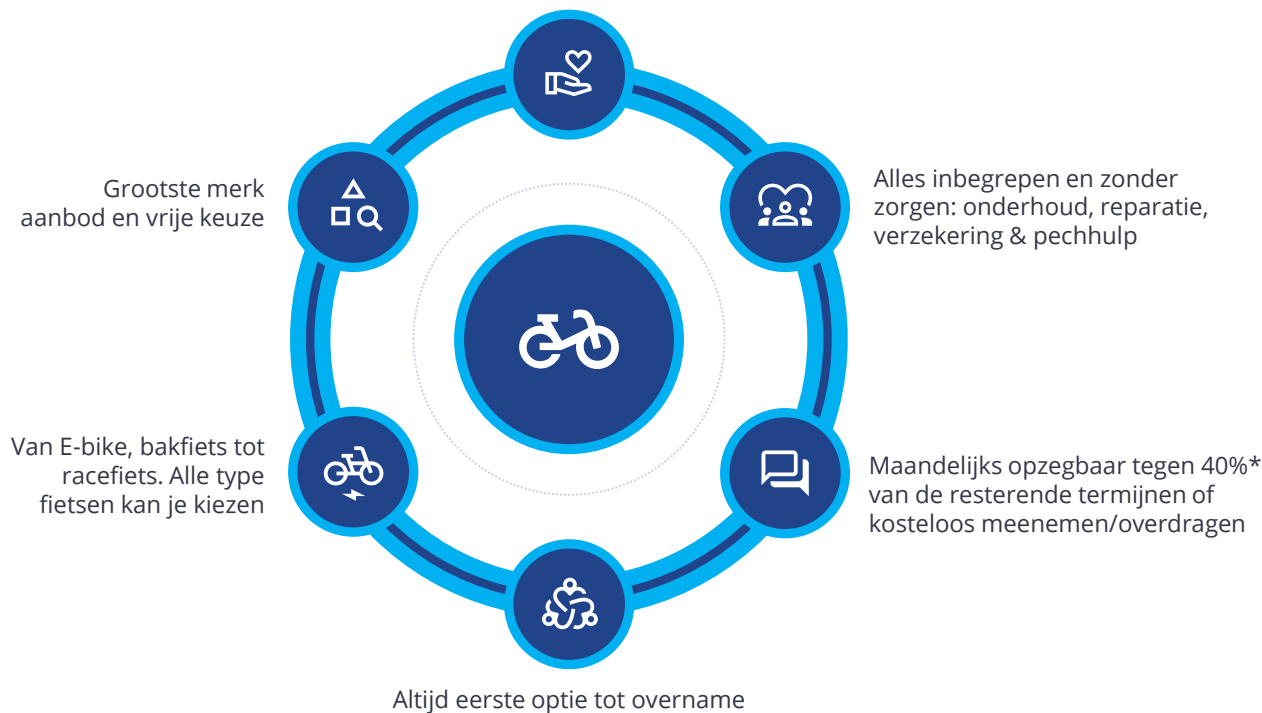 Grootste merk
aanbod en vrije keuze
Alles inbegrepen en zonder
zorgen: onderhoud, reparatie,
verzekering & pechhulp
Van E-bike, bakfiets tot
racefiets. Alle type
fietsen kan je kiezen
Maandelijks opzegbaar tegen 40%*
van de resterende termijnen of
kosteloos meenemen/overdragen
Altijd eerste optie tot overname